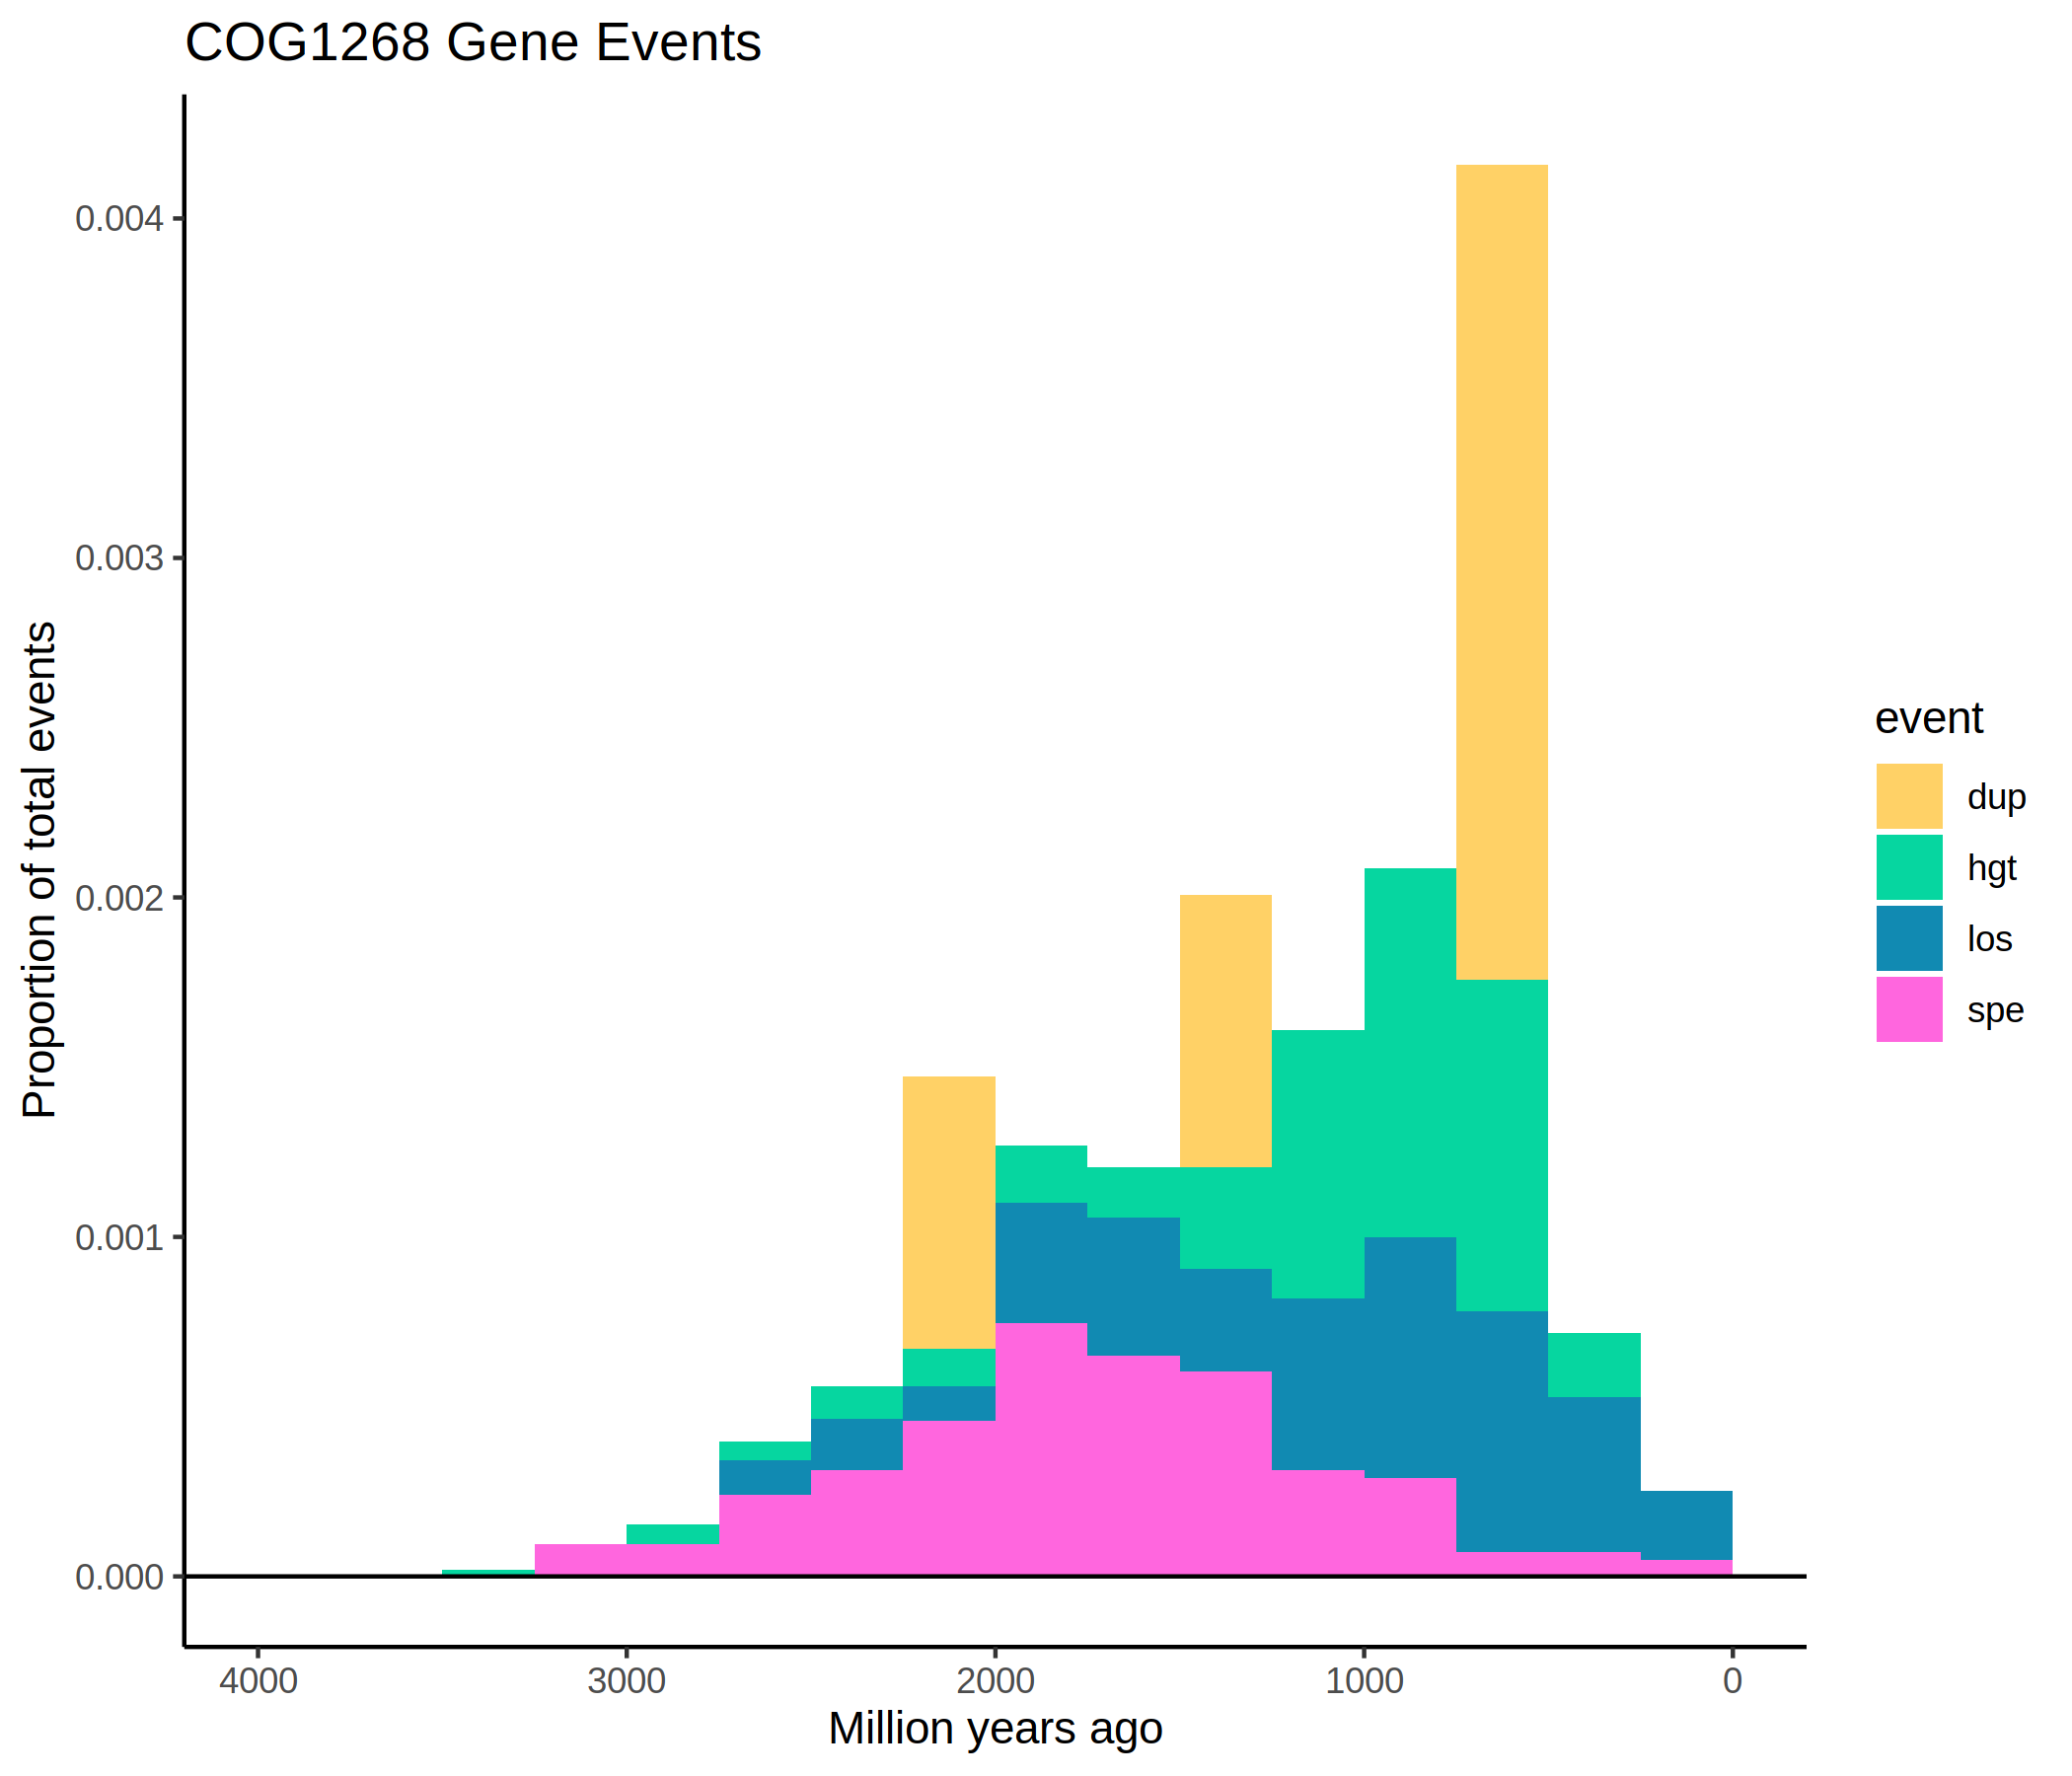 COG1268 Gene Events
Proportion of total events
0.004
0.003
0.002
0.001
0.000
4000 3000 2000 1000 0
Million years ago
event
dup
hgt
los
spe